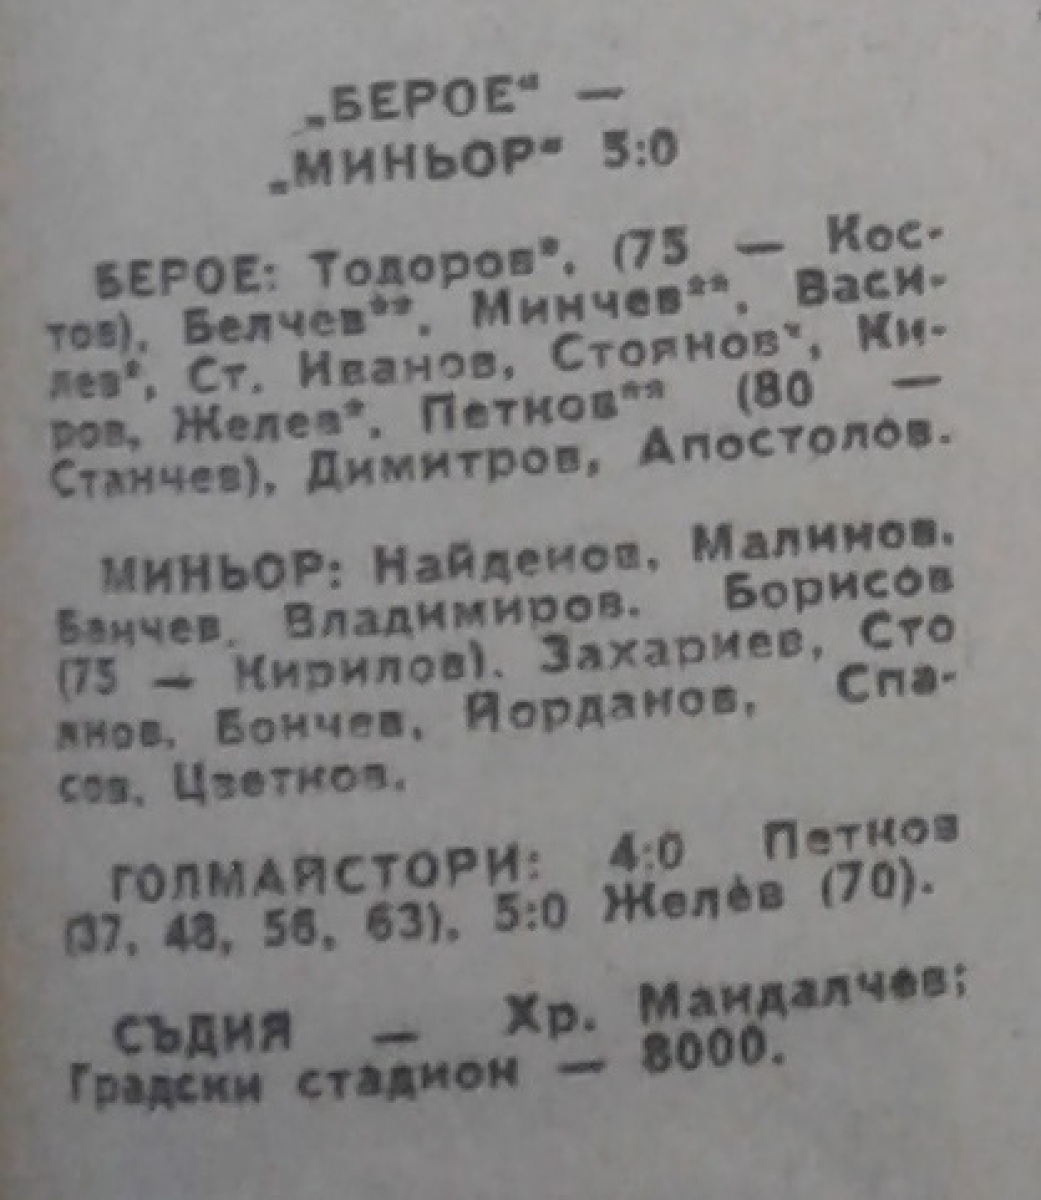 „БЕРОЕ“ —
„МИНЬОР“ 5:0
БЕРОЕ: Тодоров*, (75 — Кос-
тов), Белчев**, Минчев**, Васи-
лев*, Ст. Иванов, Стоянов*, Ки-
ров, Желев*, Петков** (80 —
Станчев), Димитров, Апостолов.
МИНЬОР: Найденов, Малинов,
Банчев, Владимиров, Борисов
(75 — Кирилов), Захариев, Сто
янов, Бончев, Йорданов, Спа-
сов, Цветков.
ГОЛМАЙСТОРИ: 4:0 Петков
(37, 48, 56, 63), 5:0 Желев (70).
СЪДИЯ — Хр. Мандалчев;
Градски стадион — 8000.